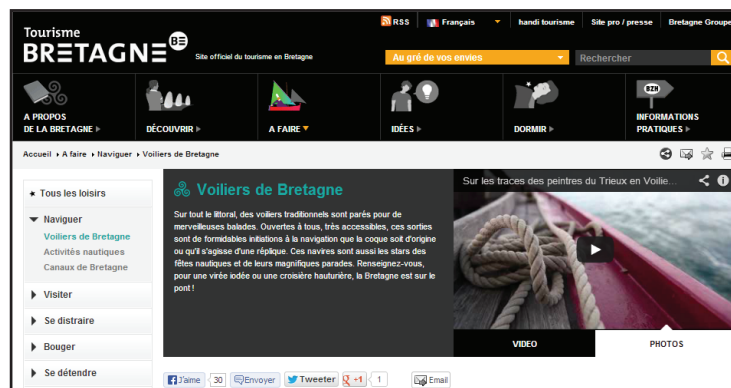 RSS Français handi tourisme Site pro / presse Bretagne Groupe
Tourisme
BRETAGNE BE
Site officiel du tourisme en Bretagne
Au gré de vos envies
Rechercher
A PROPOS
DE LA BRETAGNE
DÉCOUVRIR
A FAIRE
IDÉES
DORMIR
BZH
INFORMATIONS
PRATIQUES
Accueil A faire Naviguer Voiliers de Bretagne
Tous les loisirs
Naviguer
Voiliers de Bretagne
Activités nautiques
Canaux de Bretagne
Visiter
Se distraire
Bouger
Se détendre
Voiliers de Bretagne
Sur tout le littoral, des voiliers traditionnels sont parés pour de
merveilleuses balades. Ouvertes à tous, très accessibles, ces sorties
sont de formidables initiations à la navigation que la coque soit d'origine
ou qu'il s'agisse d'une réplique. Ces navires sont aussi les stars des
fêtes nautiques et de leurs magnifiques parades. Renseignez-vous,
pour une virée iodée ou une croisière hauturière, la Bretagne est sur le
pont !
Sur les traces des peintres du Trieux en Voilie...
VIDEO
PHOTOS
J'aime 30 Envoyer Tweeter g +1 1 Email